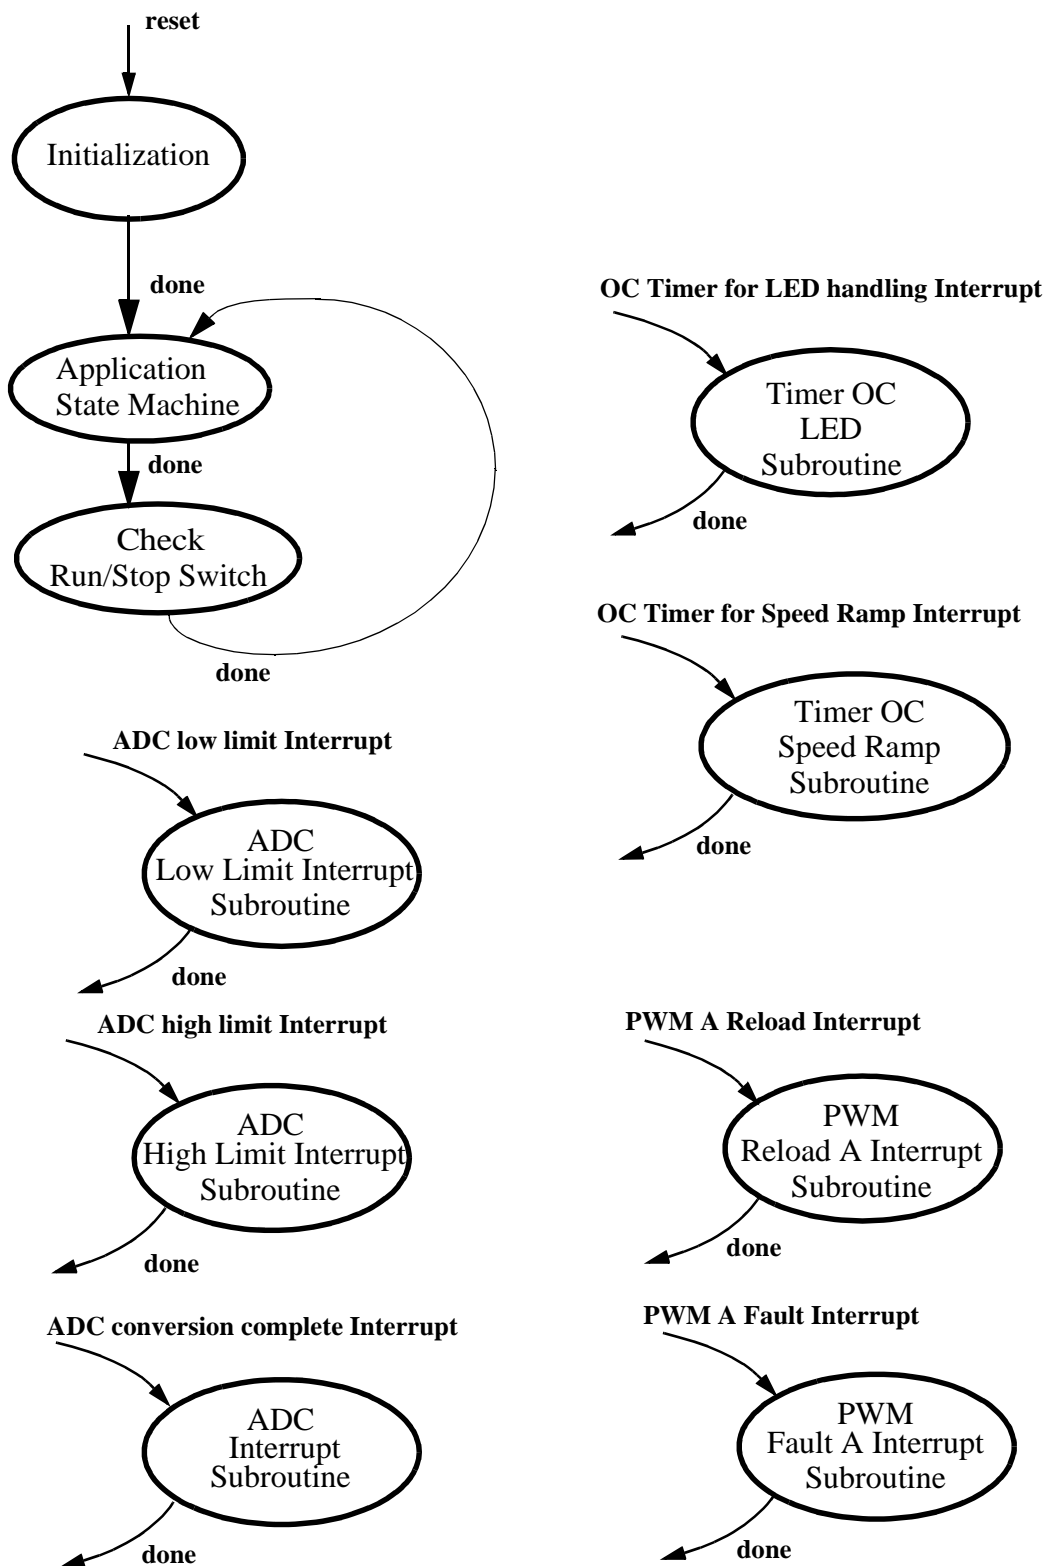 reset
Initialization
done
Application
State Machine
done
Check
Run/Stop Switch
done
OC Timer for LED handling Interrupt
Timer OC
LED
Subroutine
done
OC Timer for Speed Ramp Interrupt
Timer OC
Speed Ramp
Subroutine
done
ADC low limit Interrupt
ADC
Low Limit Interrupt
Subroutine
done
ADC high limit Interrupt
ADC
High Limit Interrupt
Subroutine
done
PWM A Reload Interrupt
PWM
Reload A Interrupt
Subroutine
done
ADC conversion complete Interrupt
ADC
Interrupt
Subroutine
done
PWM A Fault Interrupt
PWM
Fault A Interrupt
Subroutine
done